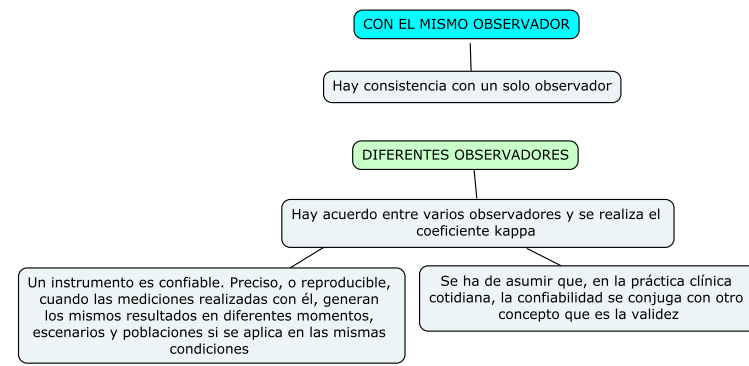 CON EL MISMO OBSERVADOR
Hay consistencia con un solo observador
DIFERENTES OBSERVADORES
Hay acuerdo entre varios observadores y se realiza el
coeficiente kappa
Un instrumento es confiable. Preciso, o reproducible,
cuando las mediciones realizadas con él, generan
los mismos resultados en diferentes momentos,
escenarios y poblaciones si se aplica en las mismas
condiciones
Se ha de asumir que, en la práctica clínica
cotidiana, la confiabilidad se conjuga con otro
concepto que es la validez